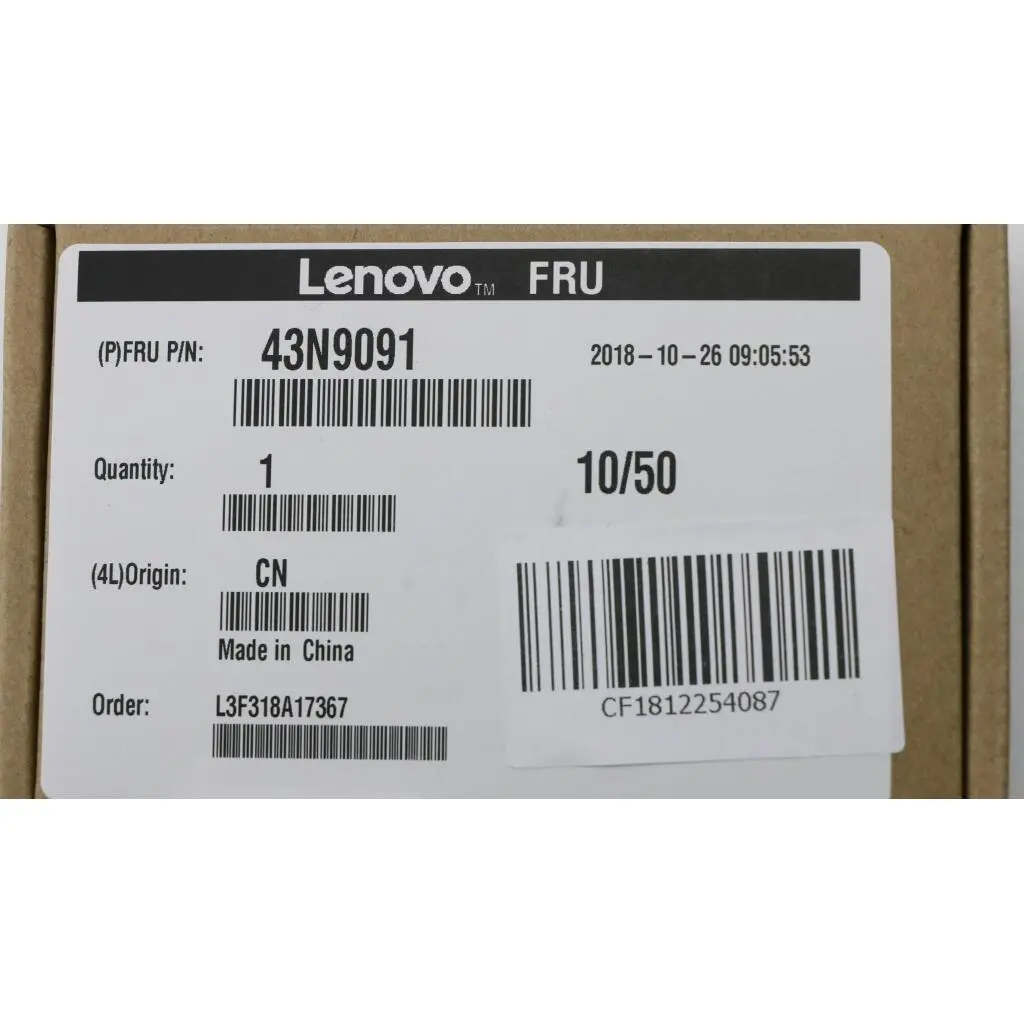 Lenovo™ FRU
(P)FRU P/N: 43N9091 2018-10-26 09:05:53
Quantity: 1 10/50
(4L)Origin: CN
Made in China
Order: L3F318A17367
CF1812254087